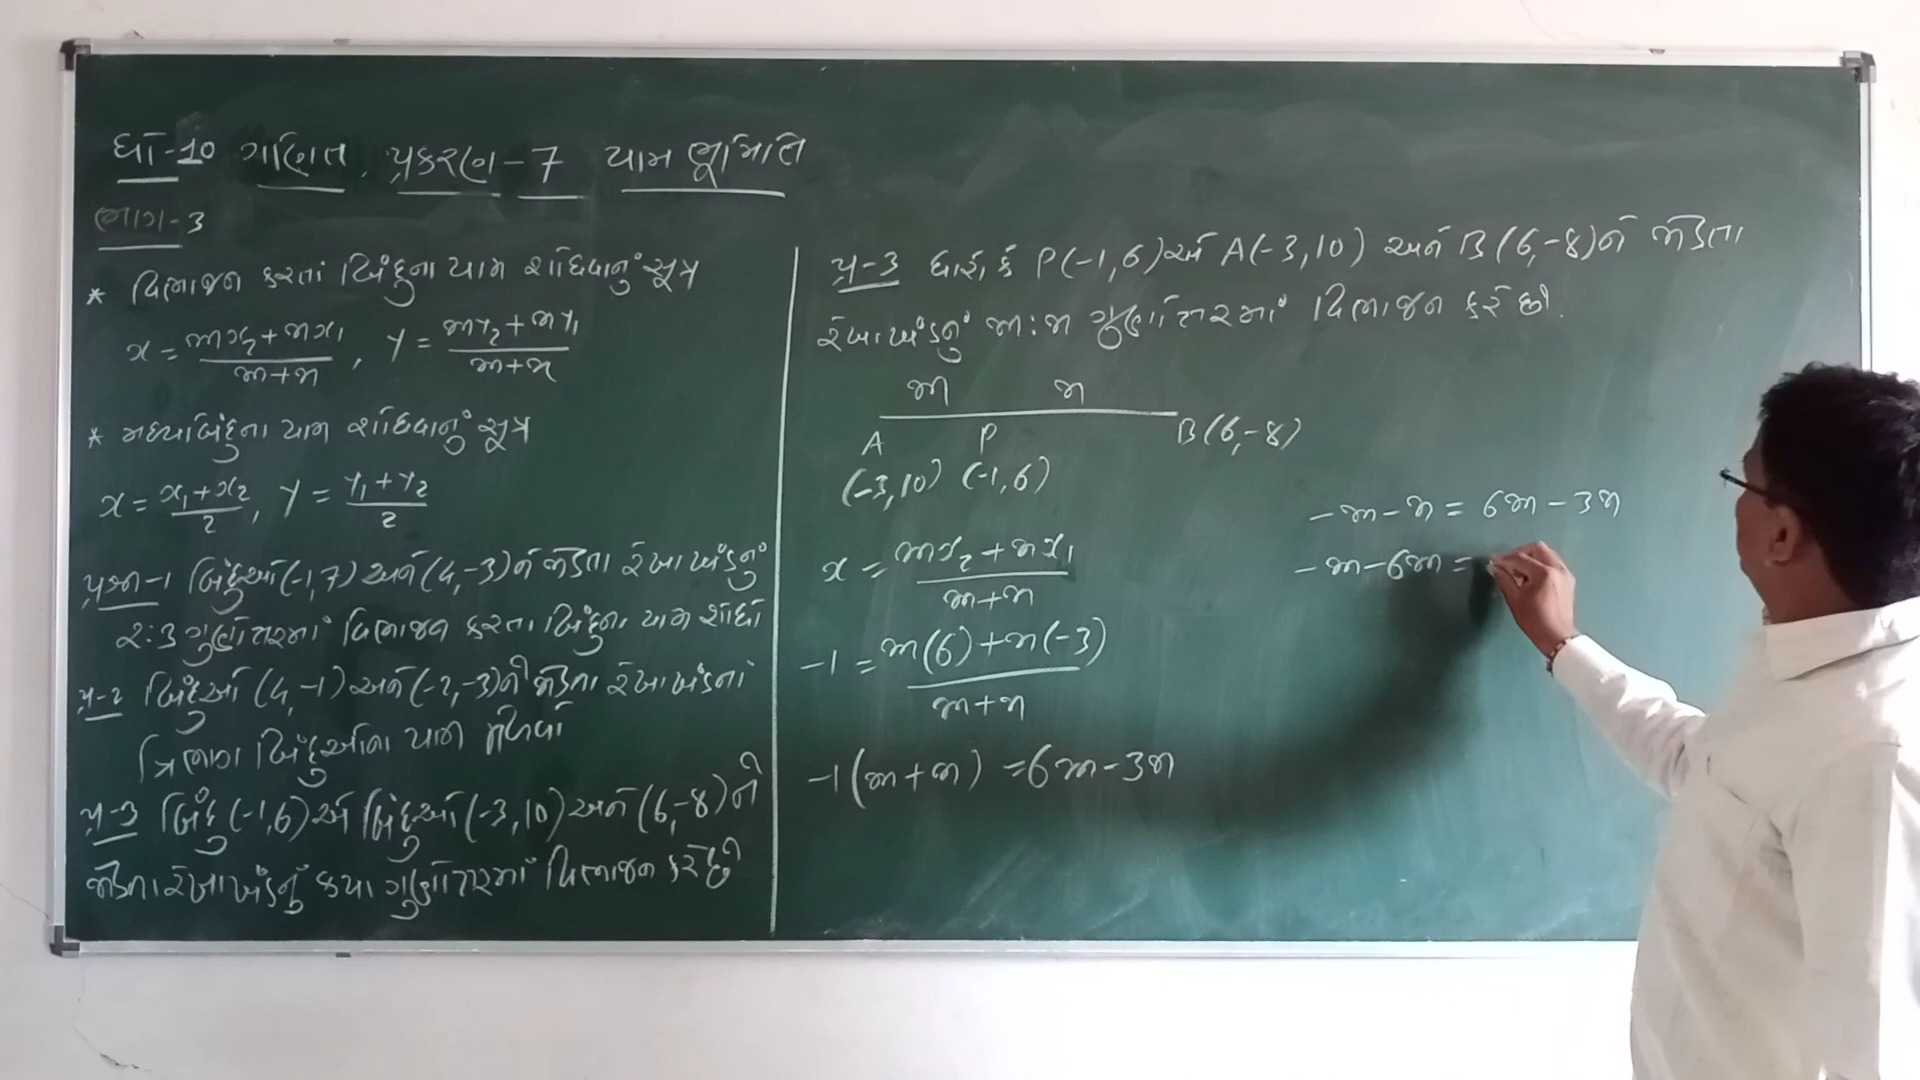 ધો-10 ગણિત, પ્રકરણ-7 યામ ભૂમિતિ
ભાગ-3
* વિભાજન કરતાં બિંદુના યામ શોધવાનું સૂત્ર
x = mx₂+nx₁ / m+n , y = my₂+ny₁ / m+n
* મધ્યબિંદુના યામ શોધવાનું સૂત્ર
x = x₁+x₂ / 2 , y = y₁+y₂ / 2
પ્રશ્ન-1 બિંદુઓ (-1,7) અને (4,-3) ને જોડતા રેખાખંડનું
2:3 ગુણોત્તરમાં વિભાજન કરતા બિંદુના યામ શોધો
પ્ર-2 બિંદુઓ (4,-1) અને (-2,-3) ને જોડતા રેખાખંડનાં
ત્રિભાગ બિંદુઓના યામ મેળવો
પ્ર-3 બિંદુ (-1,6) એ બિંદુઓ (-3,10) અને (6,-8) ને
જોડતા રેખાખંડનું કયા ગુણોત્તરમાં વિભાજન કરે છે
પ્ર-3 ધારો કે P(-1,6) એ A(-3,10) અને B(6,-8) ને જોડતા
રેખાખંડનું m:n ગુણોત્તરમાં વિભાજન કરે છે.
m n
A P B(6,-8)
(-3,10) (-1,6)
x = mx₂+nx₁ / m+n
-1 = m(6)+n(-3) / m+n
-1(m+n) = 6m-3n
-m-n = 6m-3n
-m-6m =